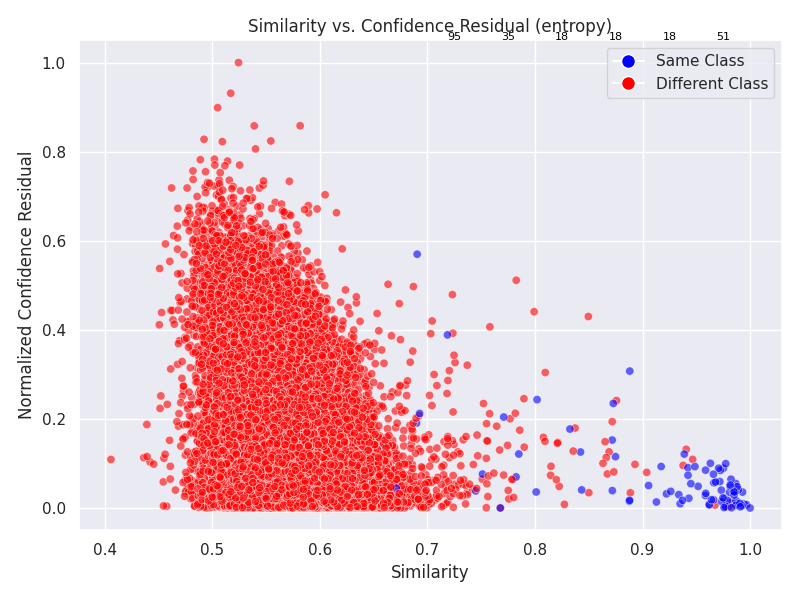 Similarity vs. Confidence Residual (entropy)
95 35 18 18 18 51
Same Class
Different Class
1.0
0.8
0.6
0.4
0.2
0.0
Normalized Confidence Residual
0.4 0.5 0.6 0.7 0.8 0.9 1.0
Similarity